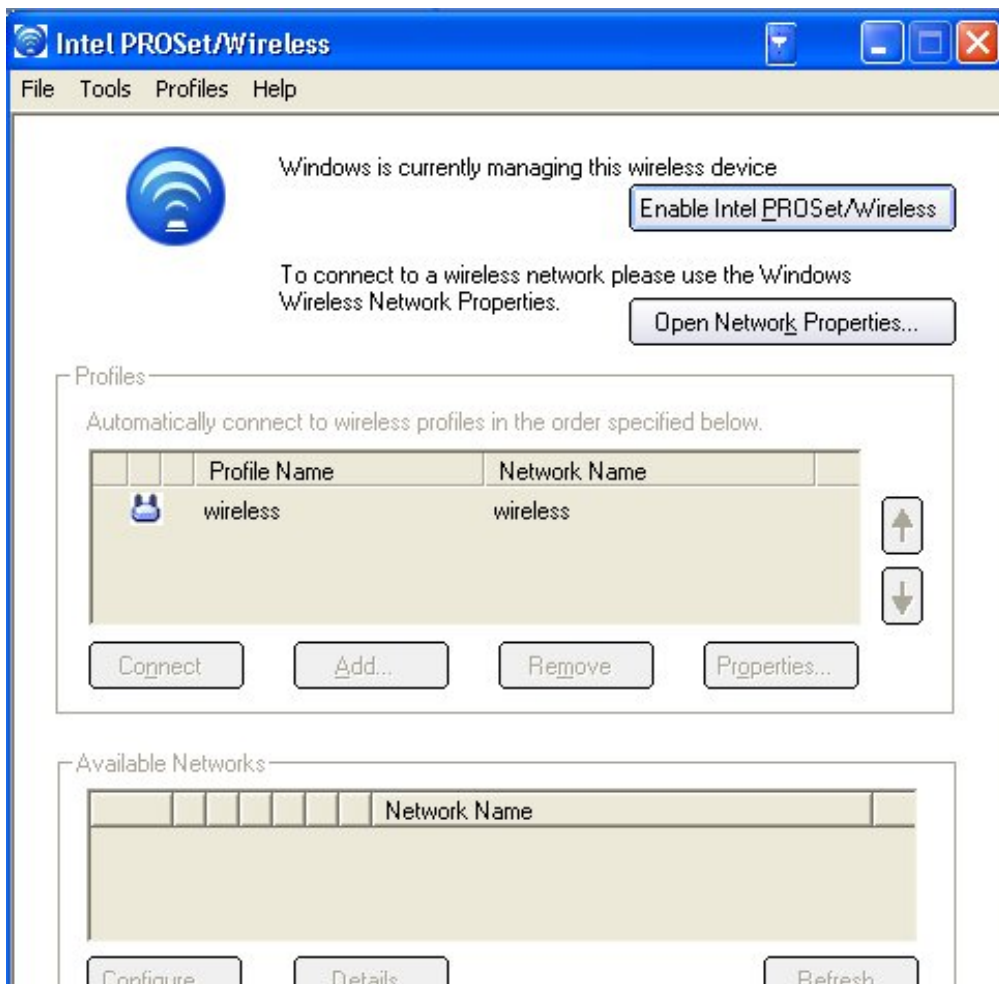 Intel PROSet/Wireless
File Tools Profiles Help
Windows is currently managing this wireless device
Enable Intel PROSet/Wireless
To connect to a wireless network please use the Windows
Wireless Network Properties.
Open Network Properties...
Profiles
Automatically connect to wireless profiles in the order specified below.
Profile Name Network Name
wireless wireless
Connect Add... Remove Properties...
Available Networks
Network Name
Configure... Details... Refresh